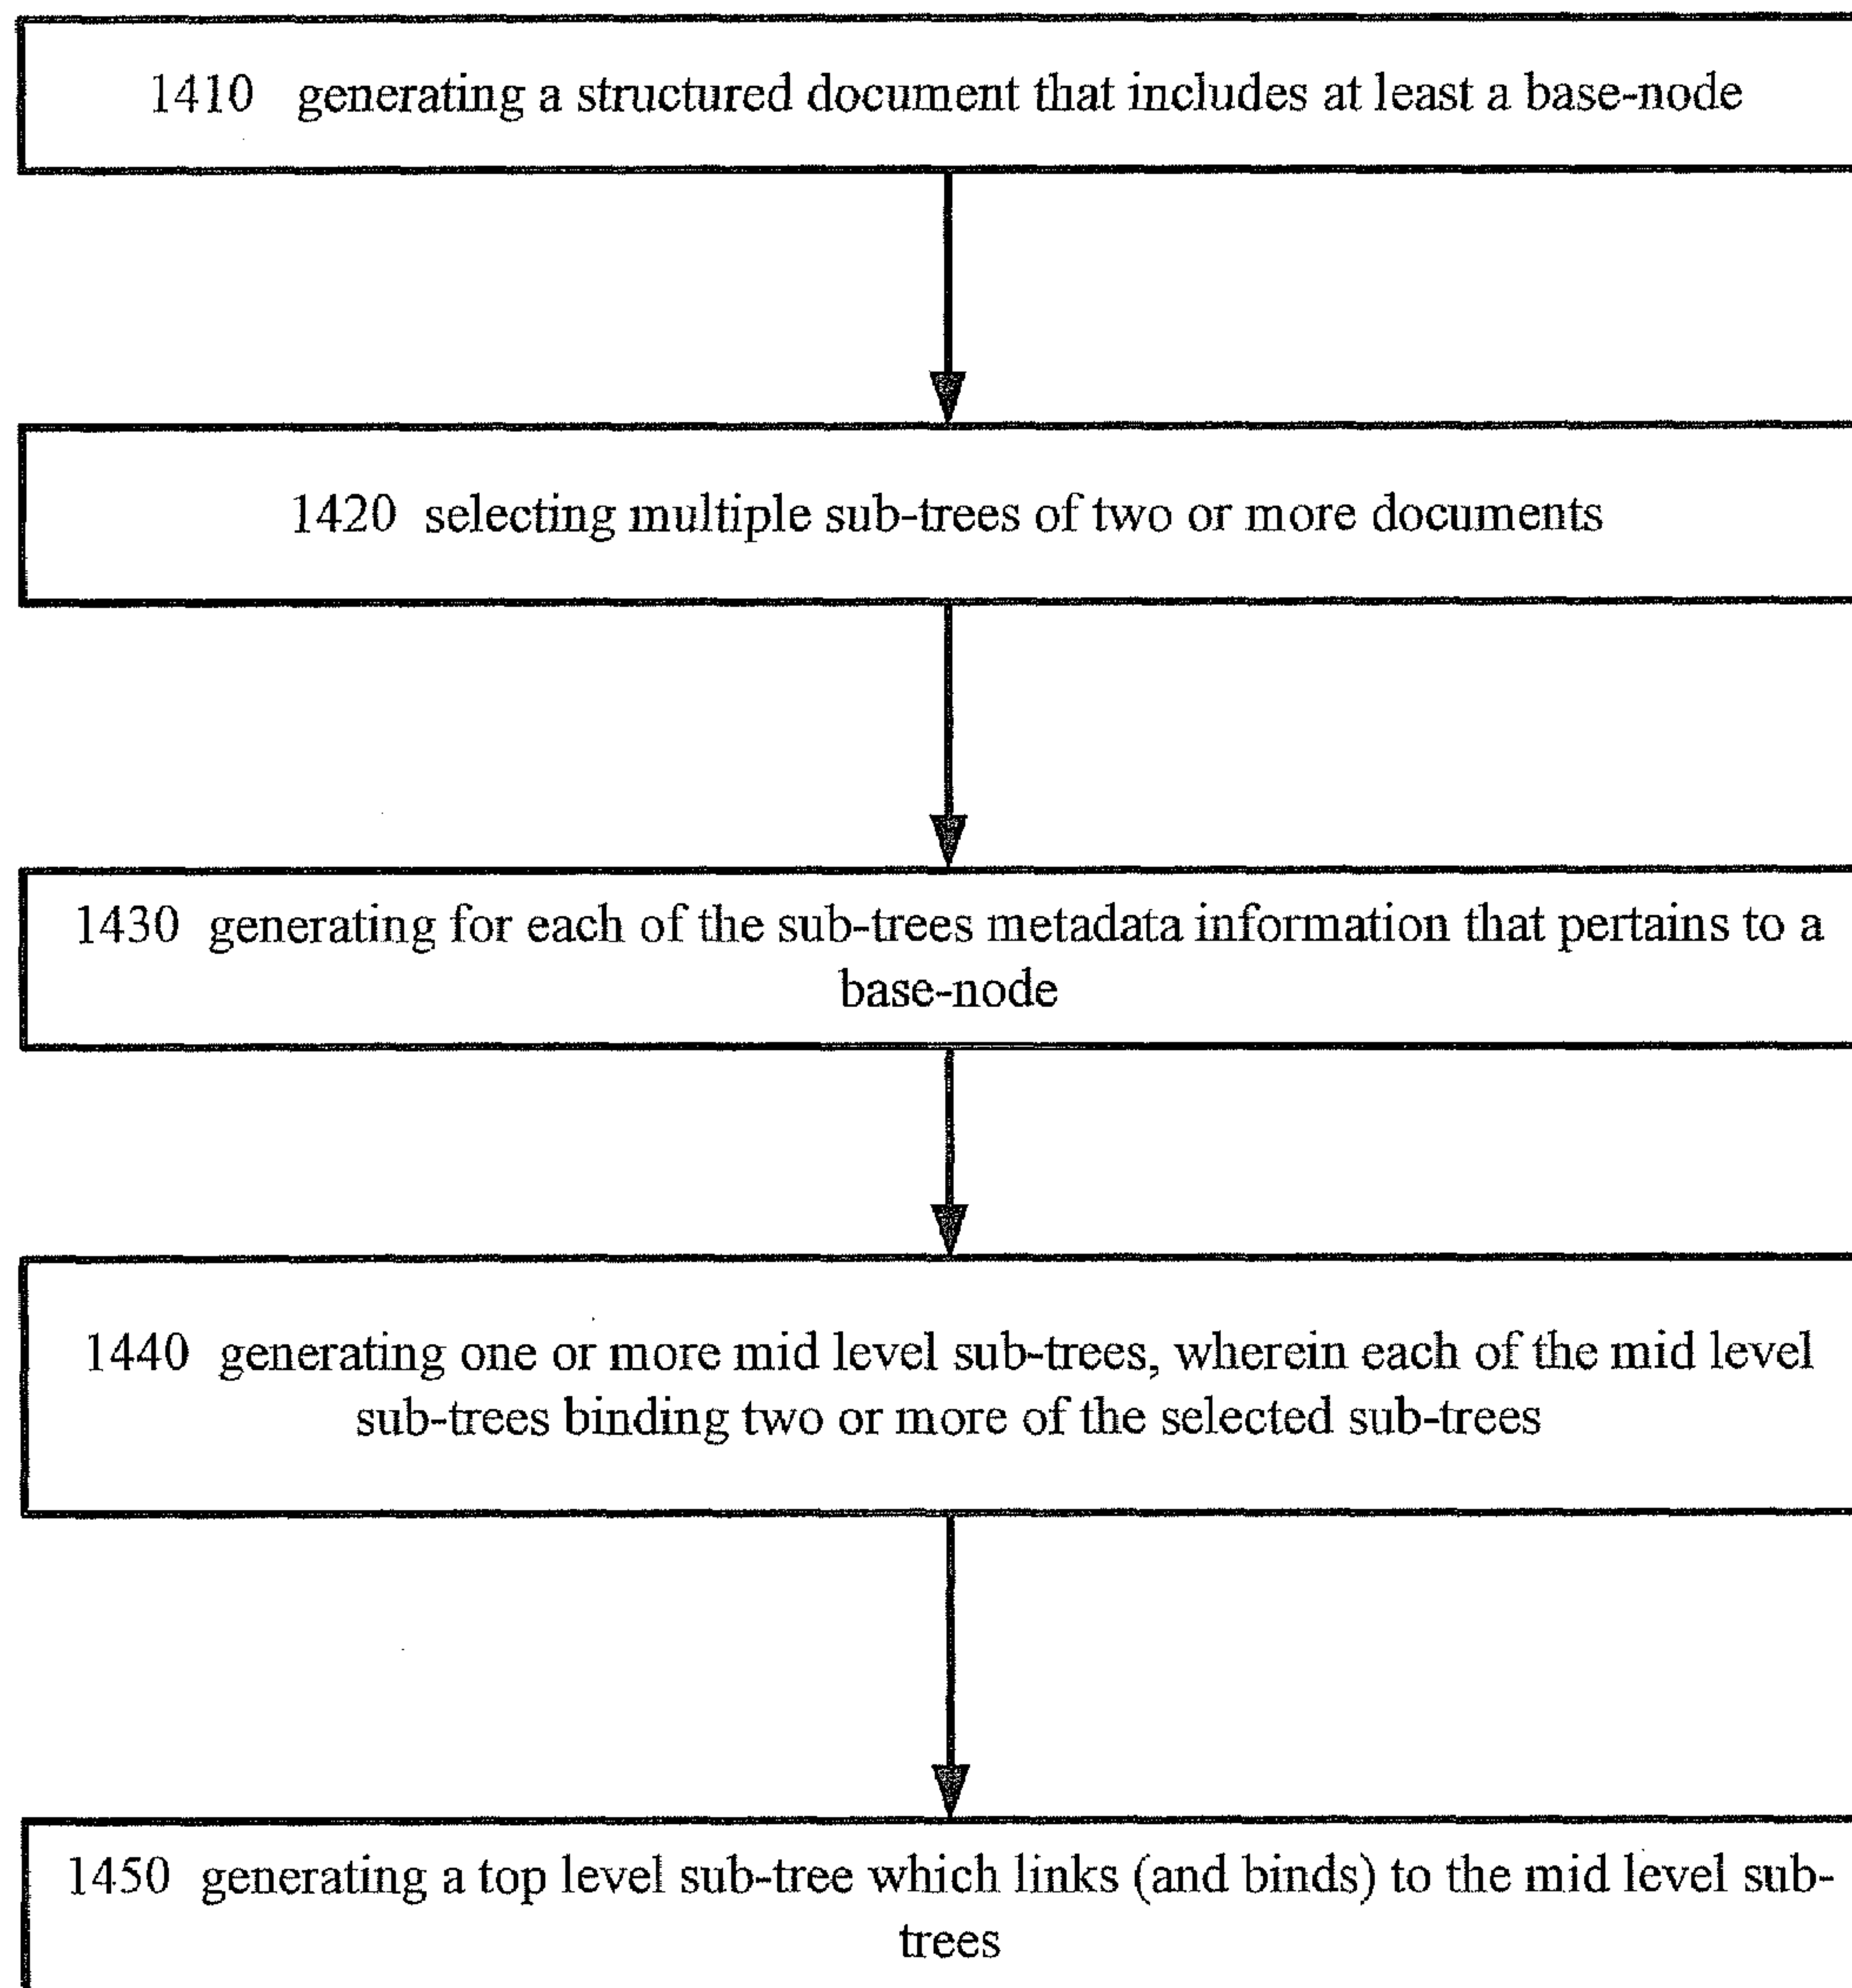 1410 generating a structured document that includes at least a base-node
1420 selecting multiple sub-trees of two or more documents
1430 generating for each of the sub-trees metadata information that pertains to a
base-node
1440 generating one or more mid level sub-trees, wherein each of the mid level
sub-trees binding two or more of the selected sub-trees
1450 generating a top level sub-tree which links (and binds) to the mid level sub-
trees